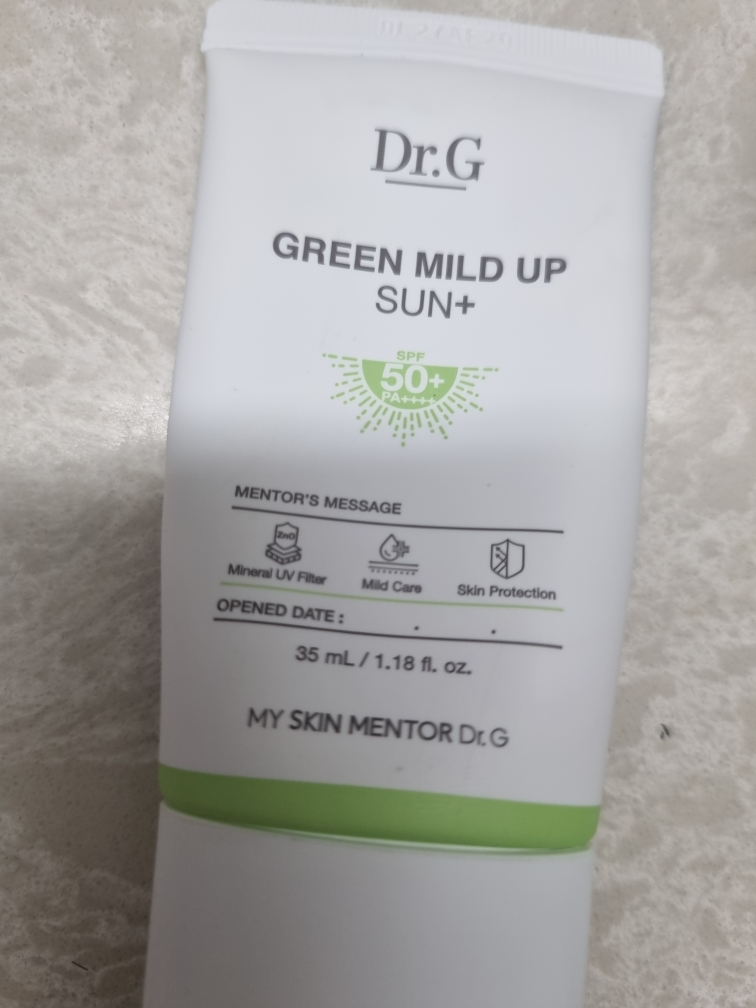 Dr.G
GREEN MILD UP
SUN+
SPF
50+
PA++++
MENTOR'S MESSAGE
ZnO
Mineral UV Filter
Mild Care
Skin Protection
OPENED DATE : . .
35 mL / 1.18 fl. oz.
MY SKIN MENTOR Dr.G